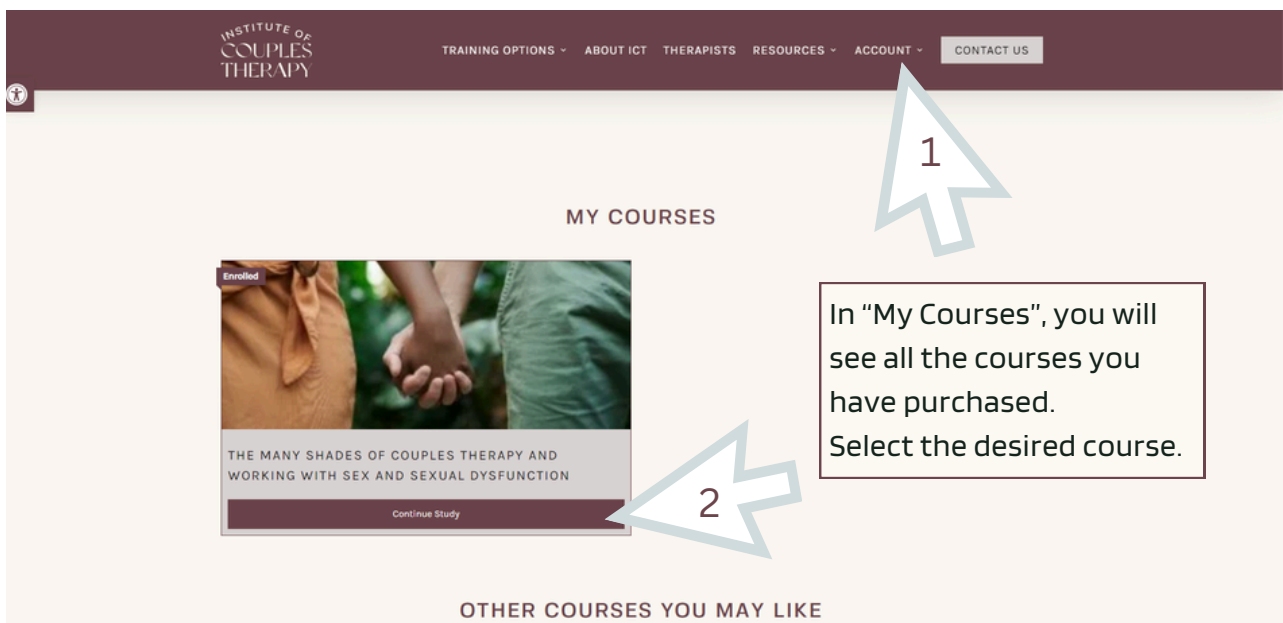 INSTITUTE OF
COUPLES
THERAPY
TRAINING OPTIONS ABOUT ICT THERAPISTS RESOURCES ACCOUNT CONTACT US
1
MY COURSES
Enrolled
In “My Courses”, you will
see all the courses you
have purchased.
Select the desired course.
THE MANY SHADES OF COUPLES THERAPY AND
WORKING WITH SEX AND SEXUAL DYSFUNCTION
Continue Study
2
OTHER COURSES YOU MAY LIKE